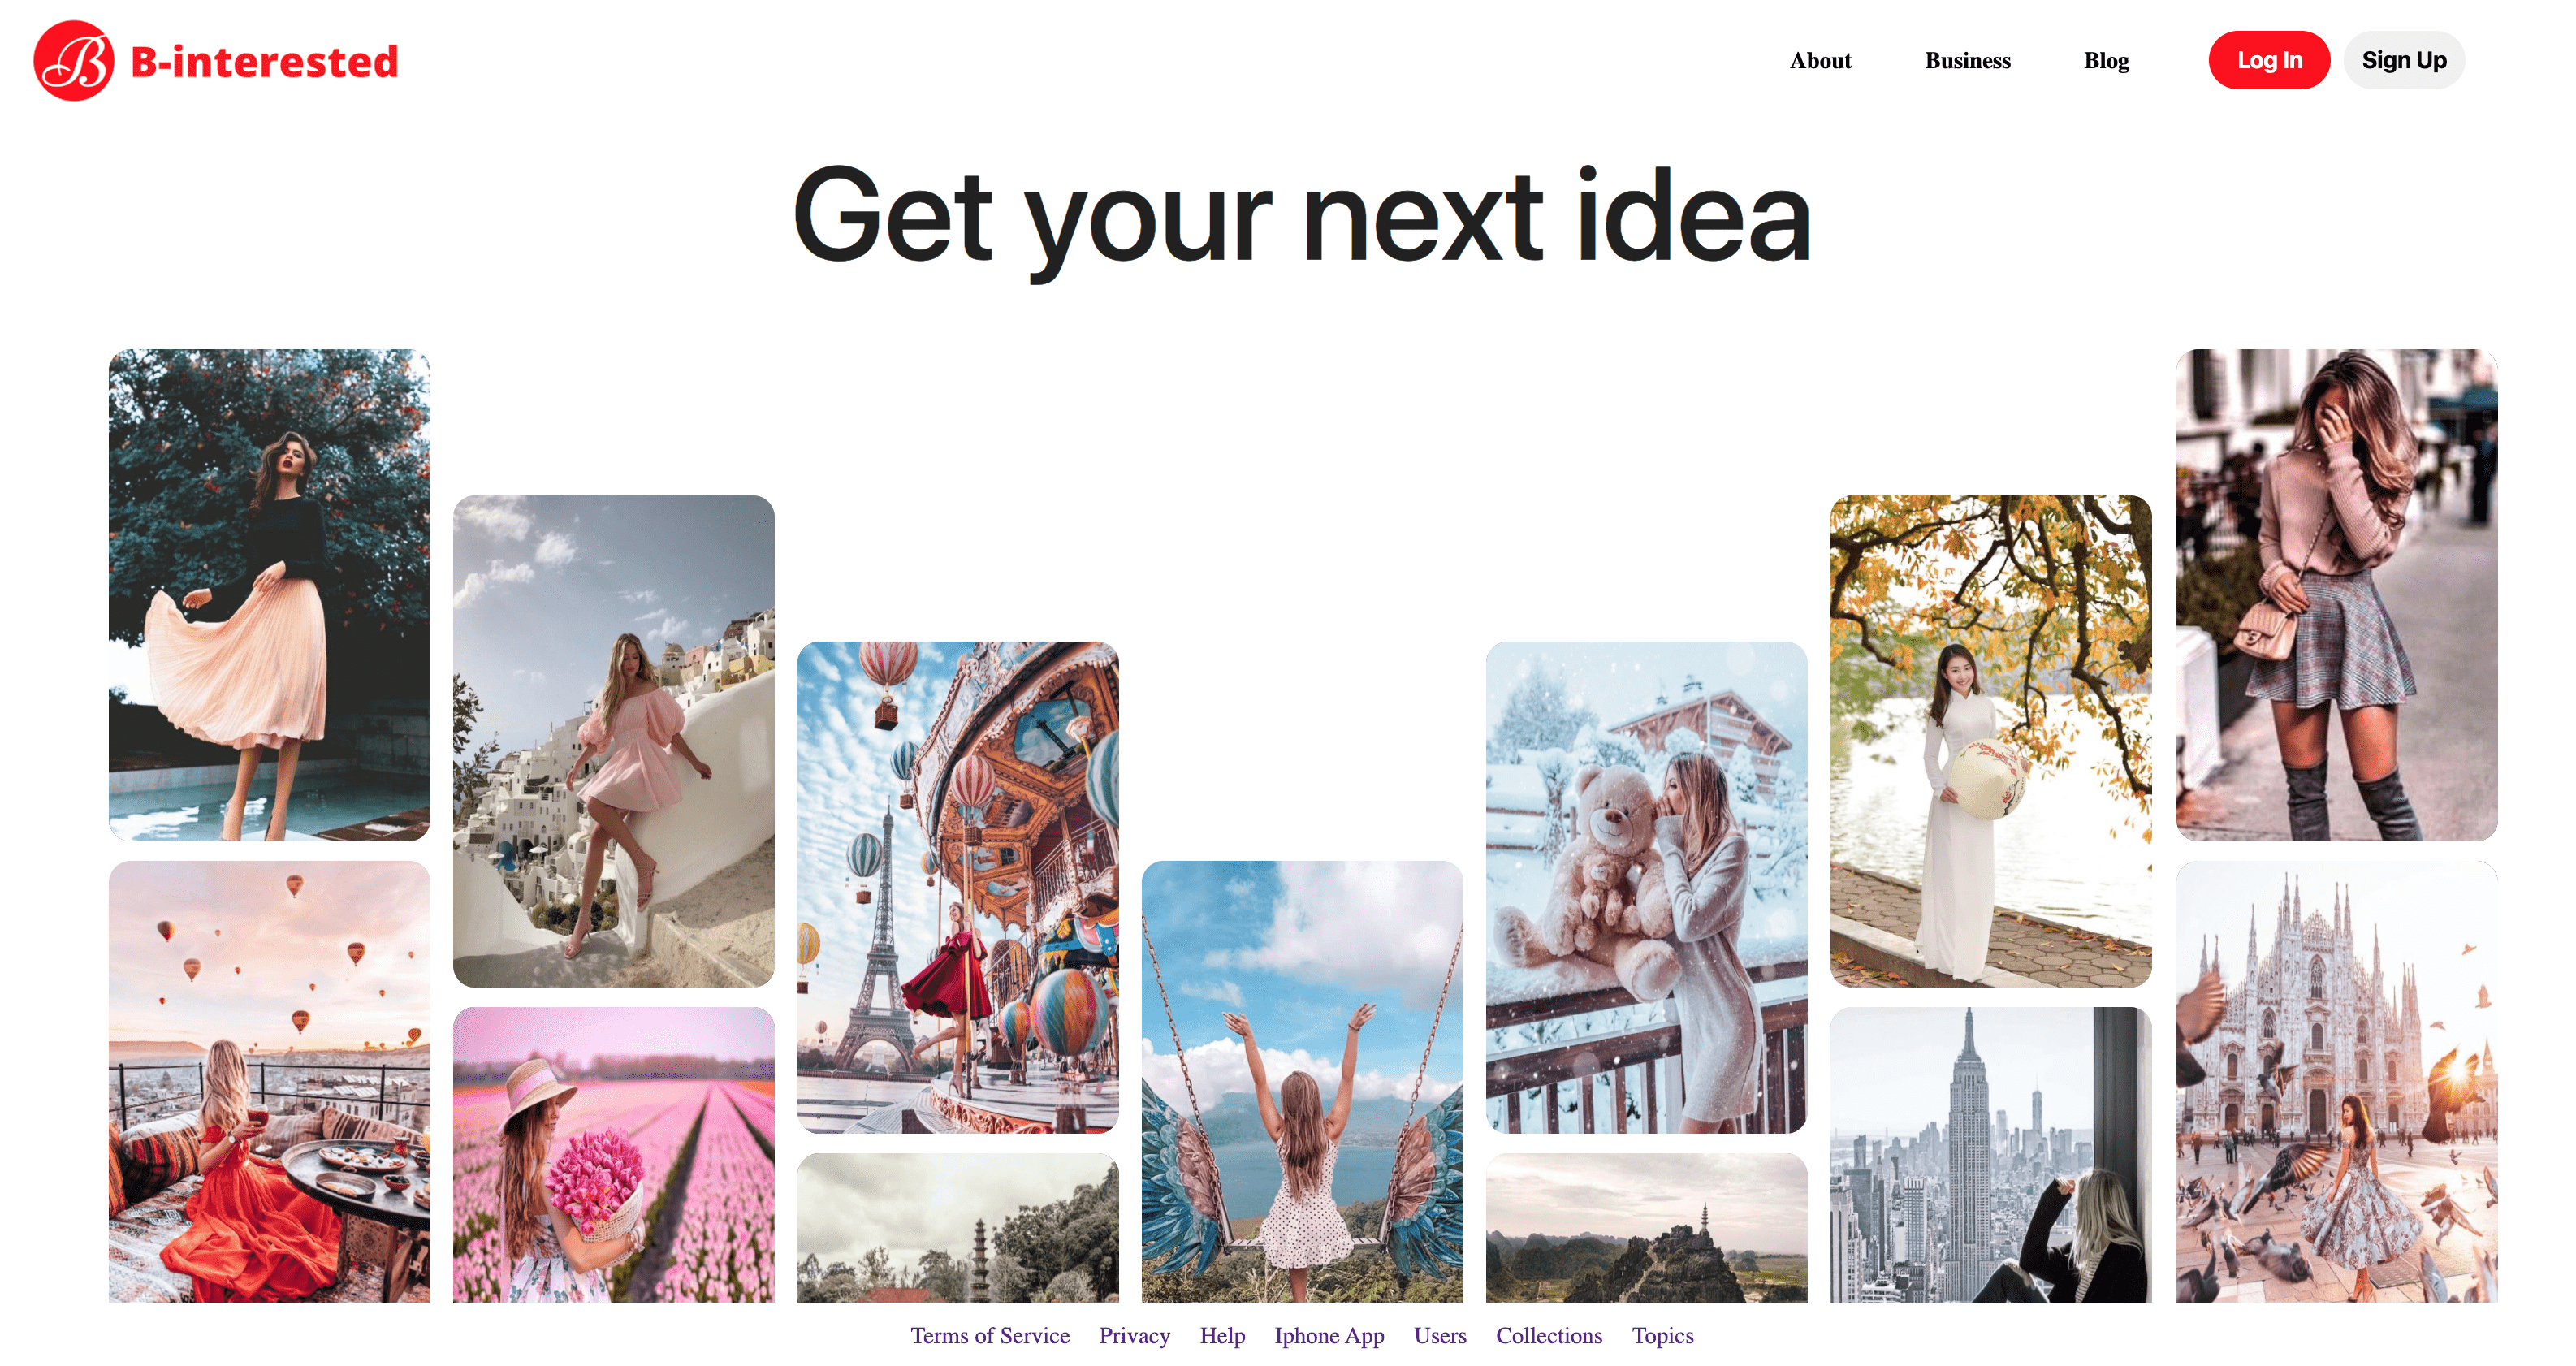 B B-interested
About Business Blog Log In Sign Up
Get your next idea
Terms of Service Privacy Help Iphone App Users Collections Topics